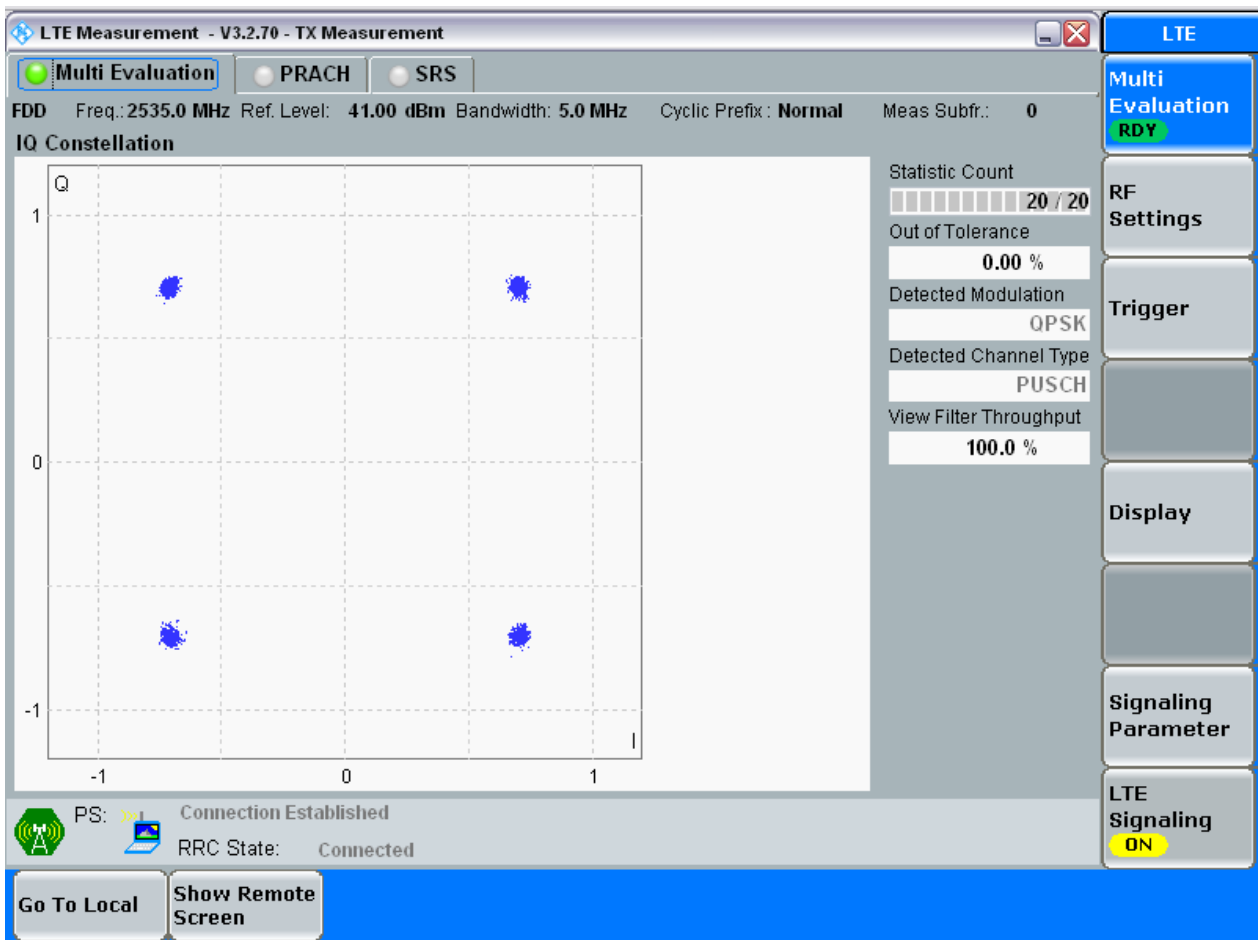 LTE Measurement - V3.2.70 - TX Measurement
LTE
Multi Evaluation PRACH SRS
FDD Freq.: 2535.0 MHz Ref. Level: 41.00 dBm Bandwidth: 5.0 MHz Cyclic Prefix : Normal Meas Subfr.: 0
IQ Constellation
Q
1
0
-1
I
-1 0 1
Statistic Count
20 / 20
Out of Tolerance
0.00 %
Detected Modulation
QPSK
Detected Channel Type
PUSCH
View Filter Throughput
100.0 %
Multi
Evaluation
RDY
RF
Settings
Trigger
Display
Signaling
Parameter
LTE
Signaling
ON
PS: Connection Established
RRC State: Connected
Go To Local
Show Remote
Screen